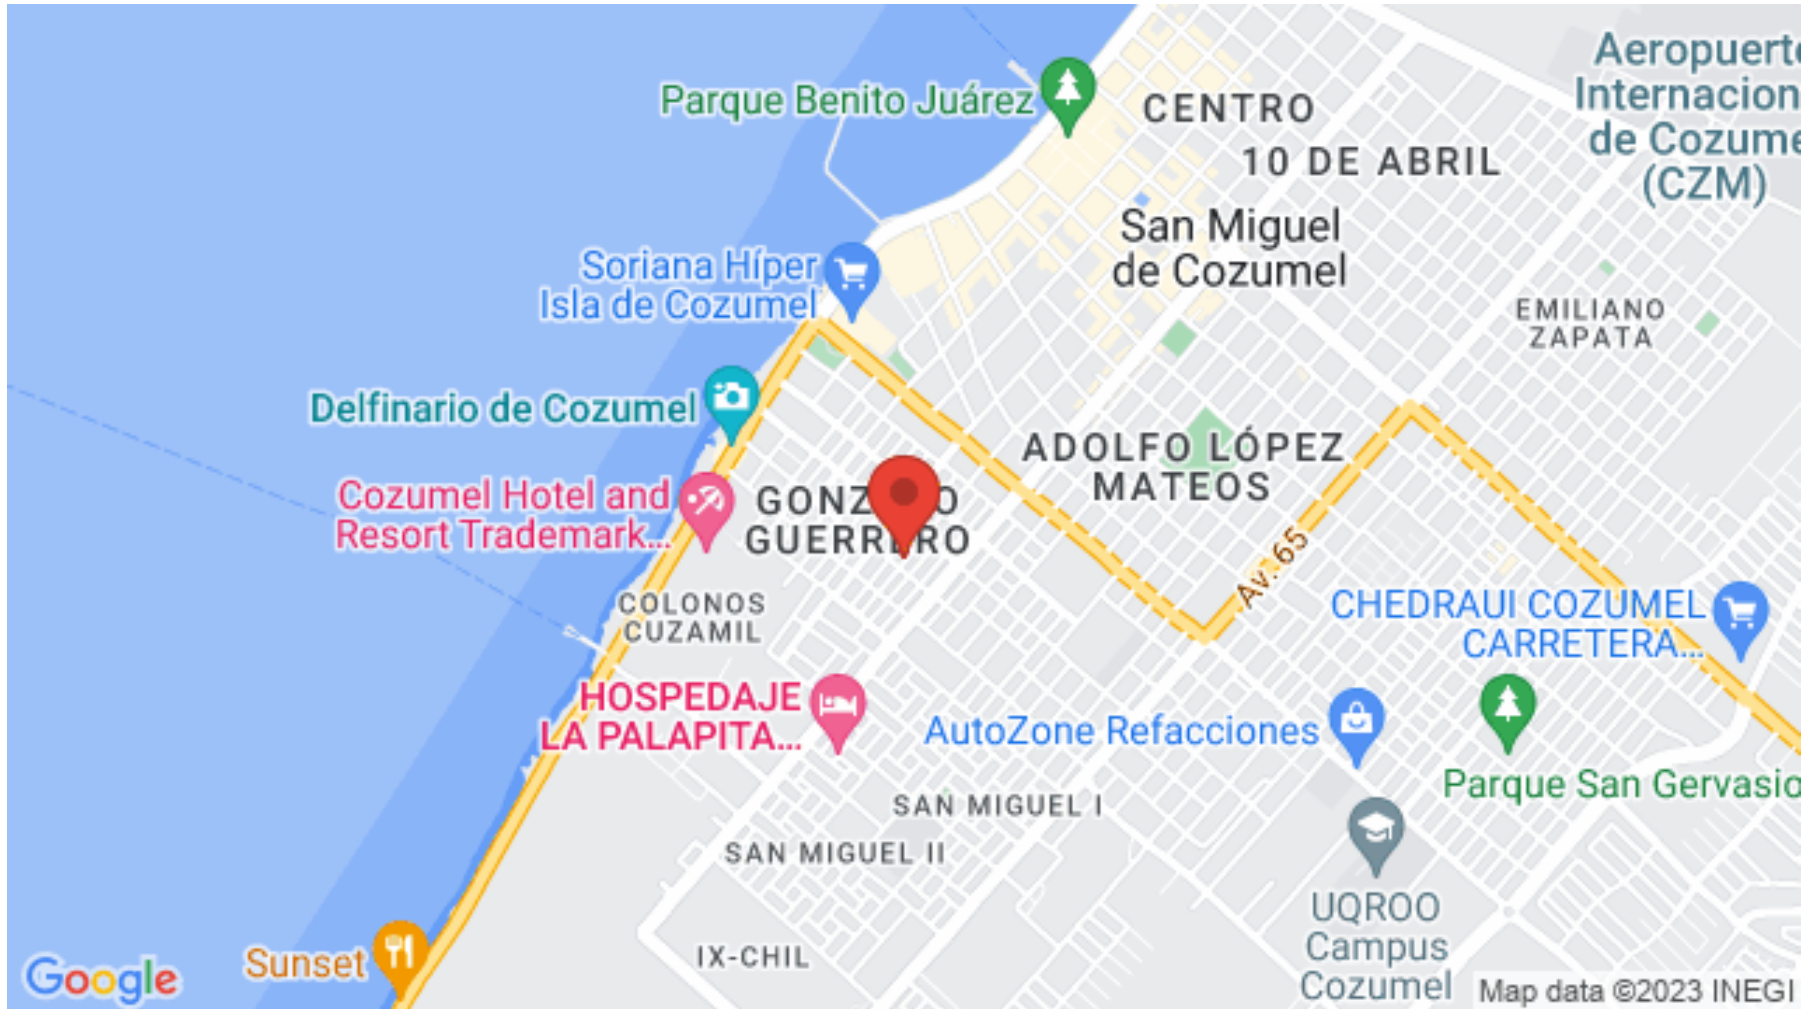 Aeropuerto
Internacion
de Cozume
(CZM)
Parque Benito Juárez
CENTRO
10 DE ABRIL
San Miguel
de Cozumel
Soriana Híper
Isla de Cozumel
EMILIANO
ZAPATA
Delfinario de Cozumel
ADOLFO LÓPEZ
MATEOS
Cozumel Hotel and
Resort Trademark...
GONZ O
GUERRERO
Av. 65
COLONOS
CUZAMIL
CHEDRAUI COZUMEL
CARRETERA...
HOSPEDAJE
LA PALAPITA...
AutoZone Refacciones
Parque San Gervasio
SAN MIGUEL I
SAN MIGUEL II
UQROO
Campus
Cozumel
IX-CHIL
Sunset
Google
Map data ©2023 INEGI